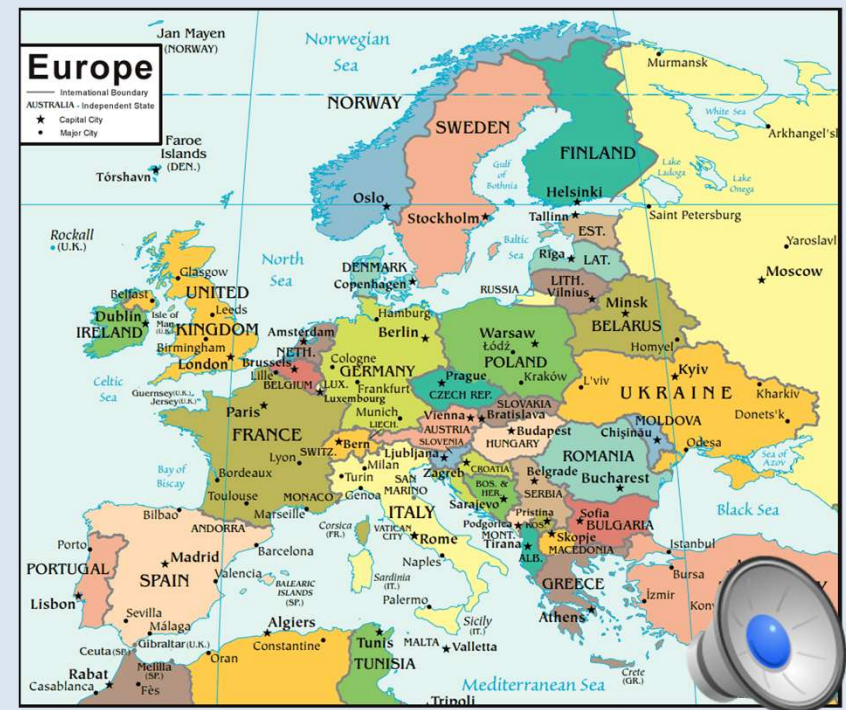 Jan Mayen
(NORWAY)
Norwegian
Sea
Europe
International Boundary
AUSTRALIA - Independent State
Capital City
Major City
Murmansk
NORWAY
White Sea
SWEDEN
Arkhangel's
Faroe
Islands
(DEN.)
Tórshavn
FINLAND
Gulf
of
Bothnia
Lake
Ladoga
Lake
Onega
Oslo
Helsinki
Stockholm
Tallinn
Saint Petersburg
EST.
Rockall
(U.K.)
Yaroslavl
North
Sea
Baltic
Sea
Rīga
LAT.
DENMARK
Copenhagen
Moscow
Glasgow
RUSSIA
LITH.
Vilnius
Belfast
UNITED
KINGDOM
Leeds
Minsk
BELARUS
Dublin
IRELAND
Isle of
Man
(U.K.)
Hamburg
Berlin
Amsterdam
NETH.
Warsaw
Łódź
POLAND
Birmingham
Homyel
London
Brussels
BELGIUM
Cologne
GERMANY
Lille
LUX.
Luxembourg
Frankfurt
Prague
CZECH REP.
Kraków
Kyiv
L'viv
UKRAINE
Kharkiv
Donets'k
Celtic
Sea
Guernsey(U.K.)
Jersey(U.K.)
Paris
FRANCE
Munich
LIECH.
Vienna
AUSTRIA
SLOVAKIA
Bratislava
MOLDOVA
Chișinău
Odesa
Bern
SWITZ.
SLOVENIA
Ljubljana
Budapest
HUNGARY
Bay of
Biscay
Lyon
Milan
Turin
Genoa
Zagreb
CROATIA
ROMANIA
Bucharest
Sea of
Azov
Bordeaux
Toulouse
MONACO
Marseille
SAN
MARINO
BOS. &
HER.
Sarajevo
Belgrade
SERBIA
Black Sea
Bilbao
ANDORRA
Corsica
(FR.)
ITALY
VATICAN
CITY
Rome
Pristina
KOS.
Podgorica
MONT.
Sofia
BULGARIA
Skopje
MACEDONIA
Tirana
ALB.
Porto
Madrid
SPAIN
Barcelona
Istanbul
Bursa
PORTUGAL
Valencia
BALEARIC
ISLANDS
(SP.)
Sardinia
(IT.)
Naples
GREECE
İzmir
Kon
Y
Lisbon
Sevilla
Málaga
Palermo
Sicily
(IT.)
Athens
Gibraltar(U.K.)
Ceuta(SP.)
Algiers
Constantine
Tunis
TUNISIA
MALTA
Valletta
Oran
Melilla
(SP.)
Rabat
Casablanca
Fès
Crete
(GR.)
Mediterranean Sea
Tripoli